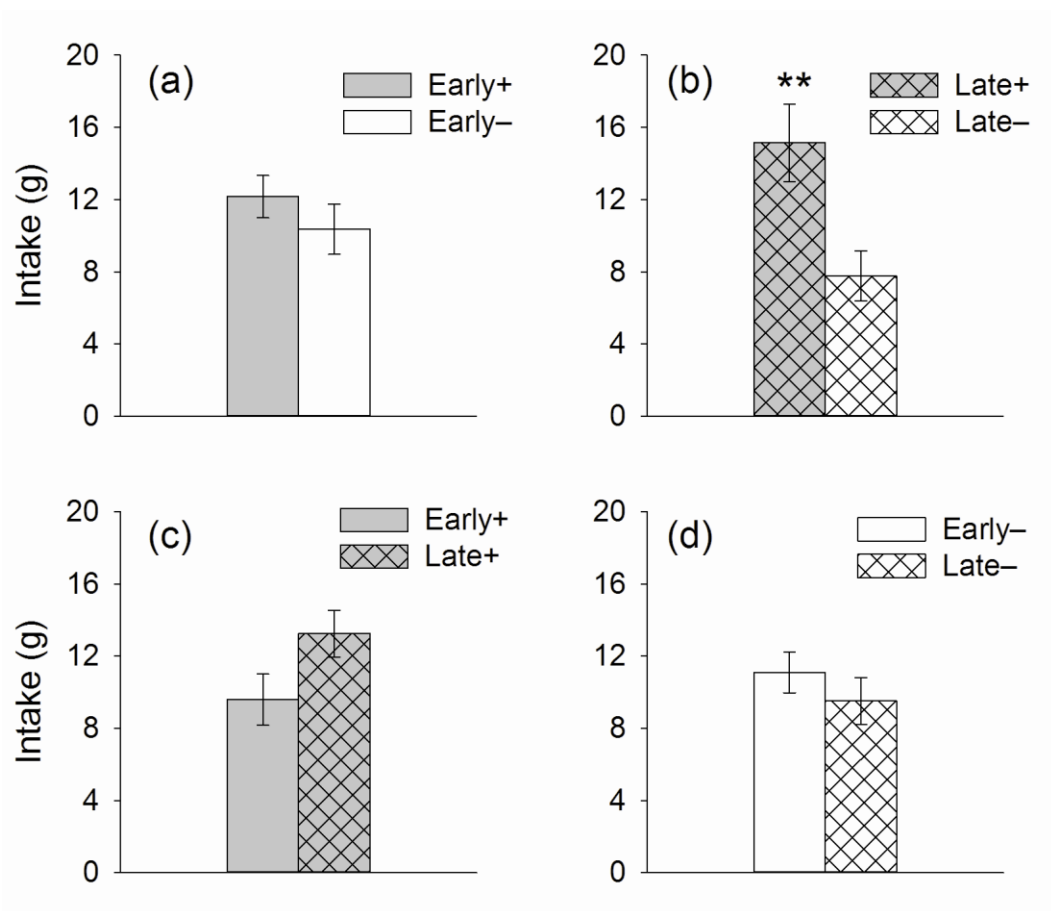 (a)
Early+
Early–
20
16
12
8
4
0
Intake (g)
(b)
**
Late+
Late–
20
16
12
8
4
0
(c)
Early+
Late+
20
16
12
8
4
0
Intake (g)
(d)
Early–
Late–
20
16
12
8
4
0